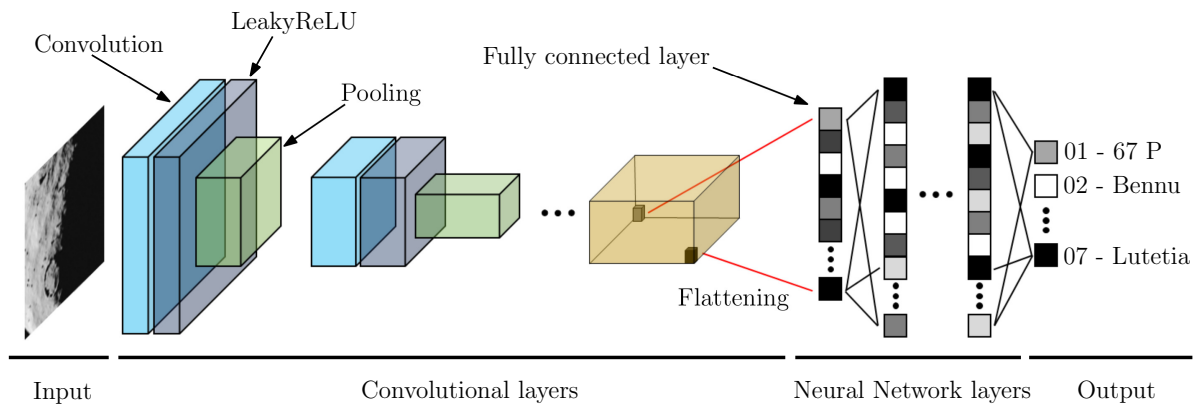 LeakyReLU
Convolution
Pooling
Fully connected layer
01 - 67 P
02 - Bennu
07 - Lutetia
Flattening
Input
Convolutional layers
Neural Network layers
Output